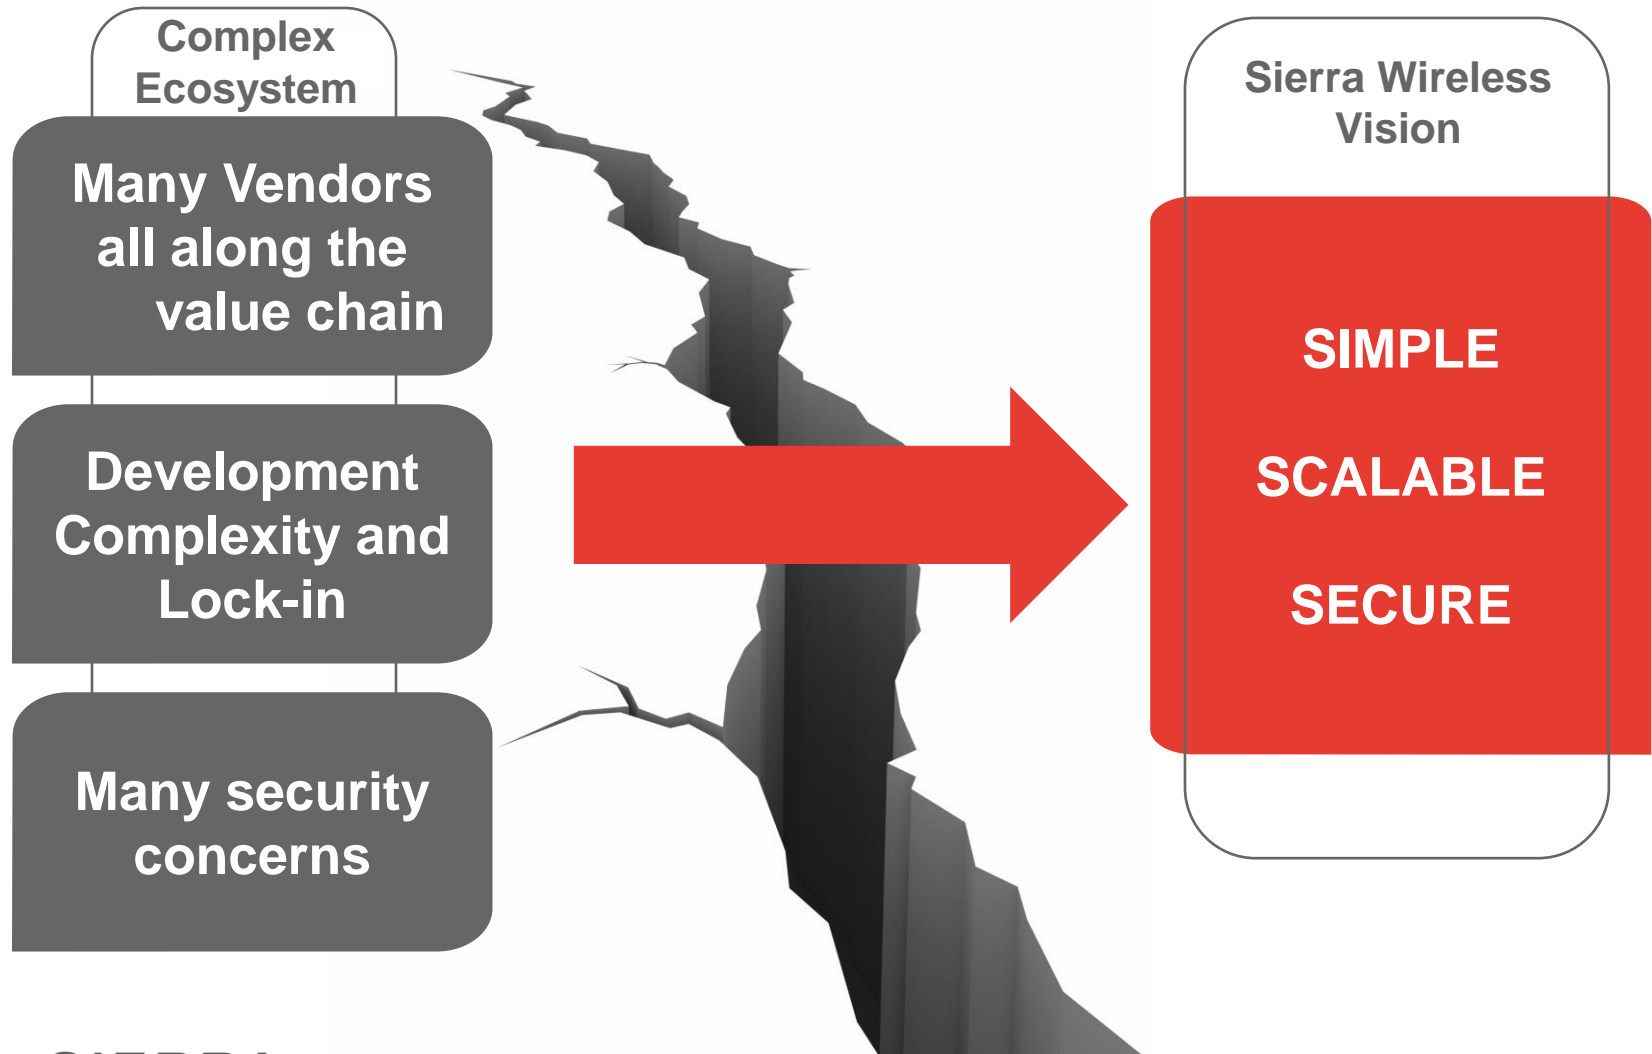 Complex
Ecosystem
Many Vendors
all along the
value chain
Development
Complexity and
Lock-in
Many security
concerns
Sierra Wireless
Vision
SIMPLE
SCALABLE
SECURE